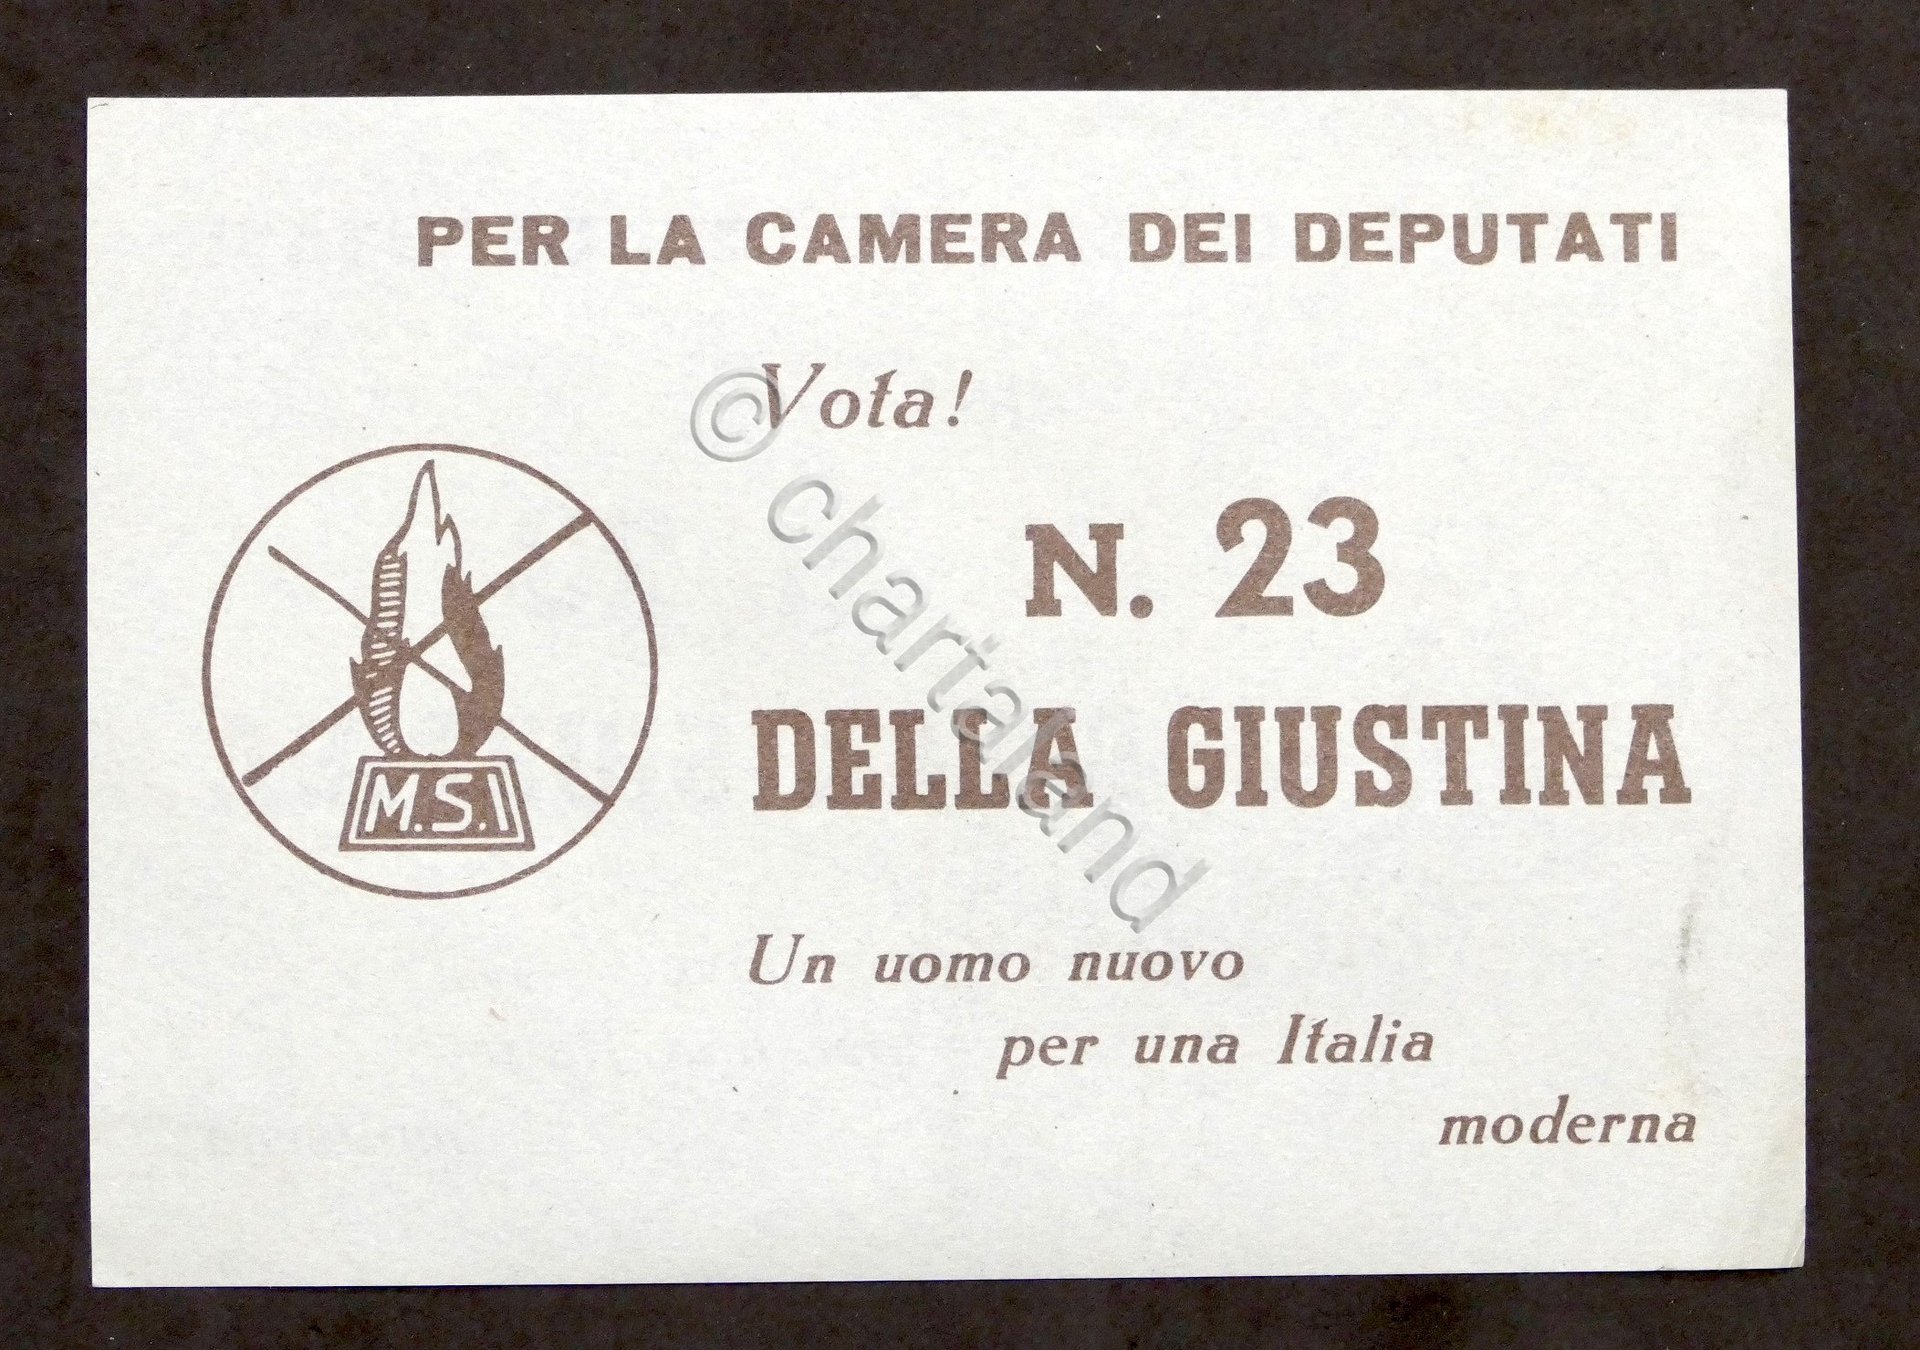 PER LA CAMERA DEI DEPUTATI
Vota!
N. 23
DELLA GIUSTINA
M.S.I
Un uomo nuovo
per una Italia
moderna
© chartaland